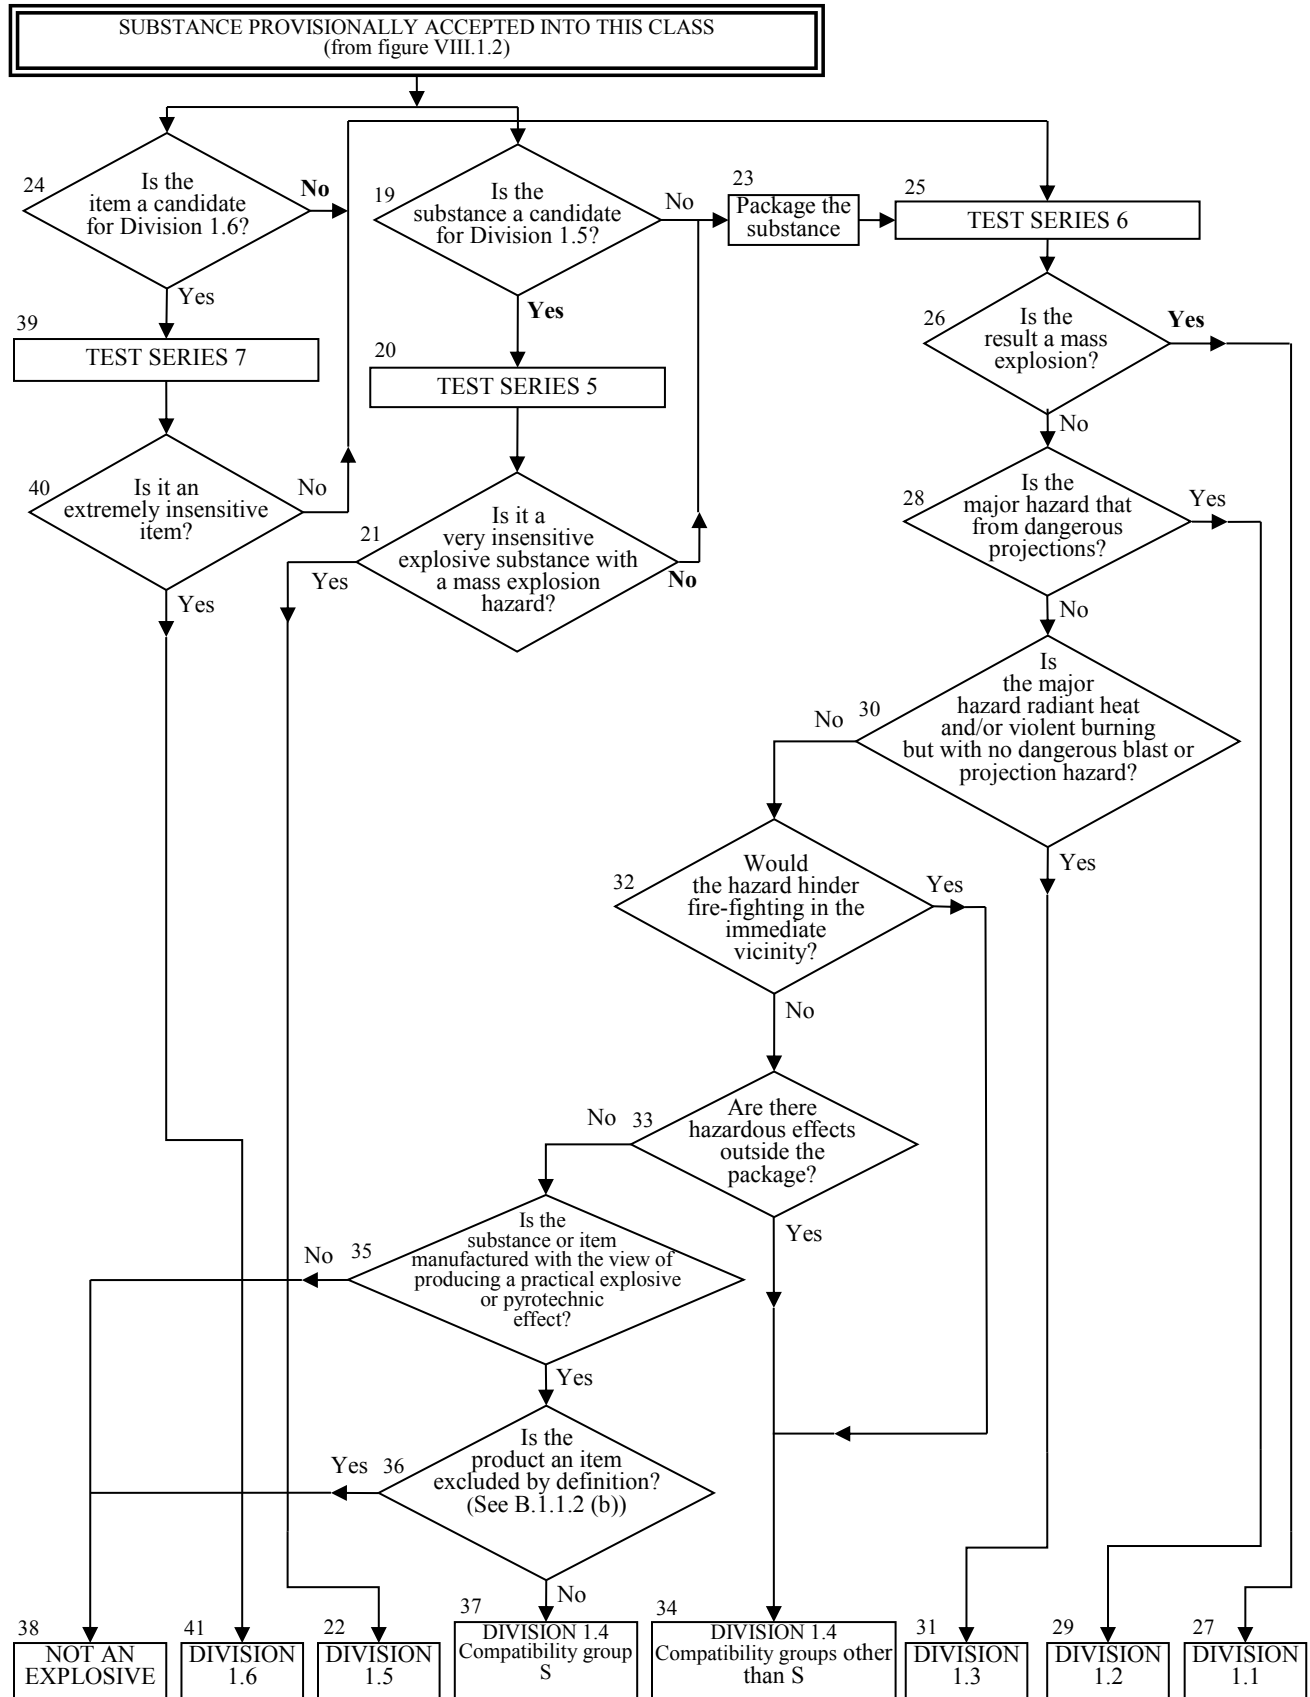 SUBSTANCE PROVISIONALLY ACCEPTED INTO THIS CLASS
(from figure VIII.1.2)
24
Is the
item a candidate
for Division 1.6?
No
Yes
19
Is the
substance a candidate
for Division 1.5?
No
Yes
23
Package the
substance
25
TEST SERIES 6
39
TEST SERIES 7
20
TEST SERIES 5
26
Is the
result a mass
explosion?
Yes
No
40
Is it an
extremely insensitive
item?
No
Yes
21
Is it a
very insensitive
explosive substance with
a mass explosion
hazard?
Yes
No
28
Is the
major hazard that
from dangerous
projections?
Yes
No
30
Is
the major
hazard radiant heat
and/or violent burning
but with no dangerous blast or
projection hazard?
No
Yes
32
Would
the hazard hinder
fire-fighting in the
immediate
vicinity?
Yes
No
33
Are there
hazardous effects
outside the
package?
No
Yes
35
Is the
substance or item
manufactured with the view of
producing a practical explosive
or pyrotechnic
effect?
No
Yes
36
Is the
product an item
excluded by definition?
(See B.1.1.2 (b))
Yes
No
38
NOT AN
EXPLOSIVE
41
DIVISION
1.6
22
DIVISION
1.5
37
DIVISION 1.4
Compatibility group
S
34
DIVISION 1.4
Compatibility groups other
than S
31
DIVISION
1.3
29
DIVISION
1.2
27
DIVISION
1.1